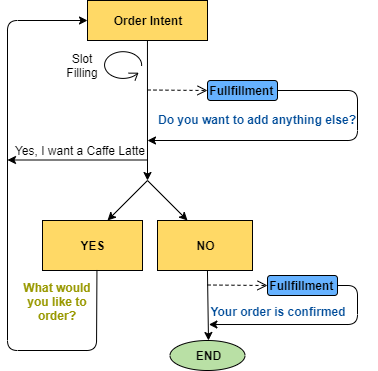 Order Intent
Slot
Filling
Fullfillment
Do you want to add anything else?
Yes, I want a Caffe Latte
YES
NO
What would
you like to
order?
Fullfillment
Your order is confirmed
END